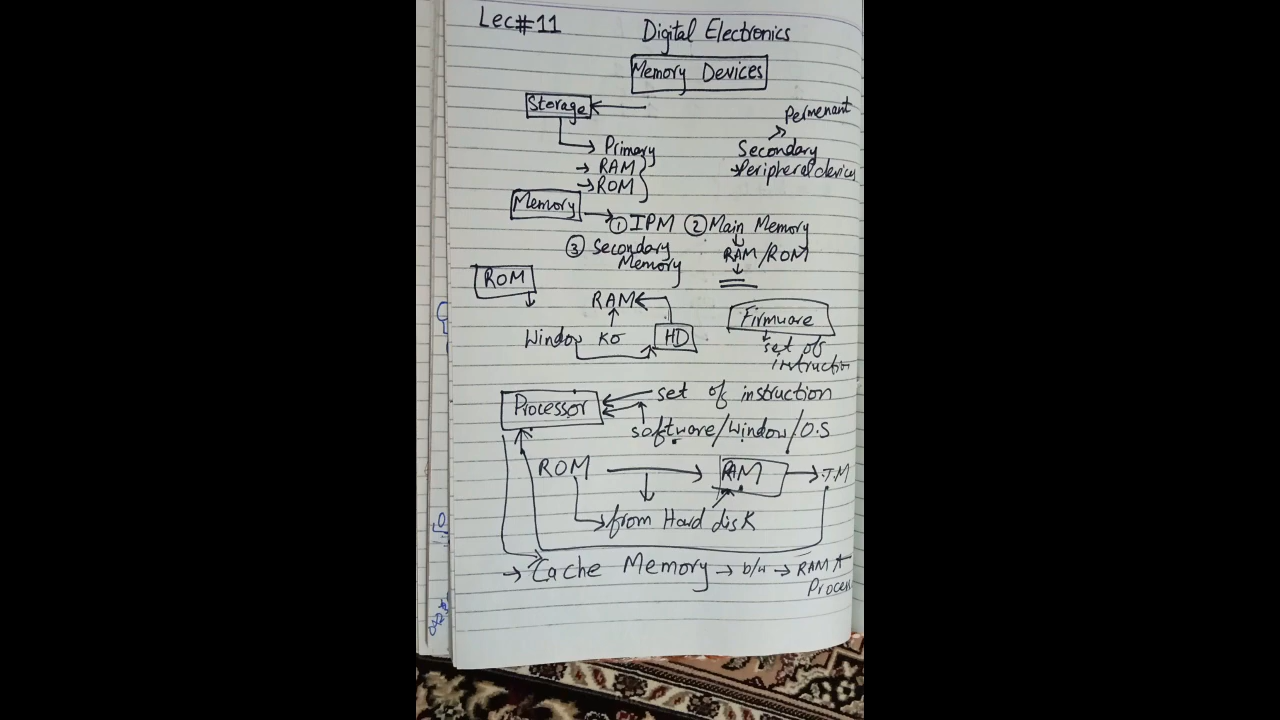 Lec#11
Digital Electronics
Memory Devices
Storage
Permenant
Primary
Secondary
→ RAM
→ Peripheral devices
→ ROM
Memory
① IPM ② Main Memory
③ Secondary Memory
RAM/ROM
ROM
RAM
Firmware
Window KO HD
set of
instruction
set of instruction
Processor
software/Window/O.S
ROM → RAM → I.M
from Hard disk
→ Cache Memory → b/w → RAM
Process